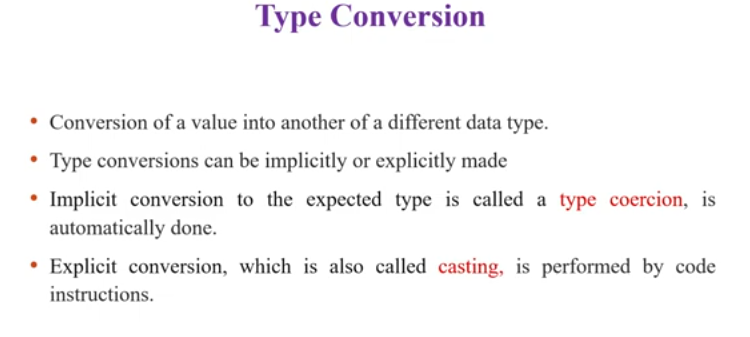 Type Conversion
• Conversion of a value into another of a different data type.
• Type conversions can be implicitly or explicitly made
• Implicit conversion to the expected type is called a type coercion, is
automatically done.
• Explicit conversion, which is also called casting, is performed by code
instructions.